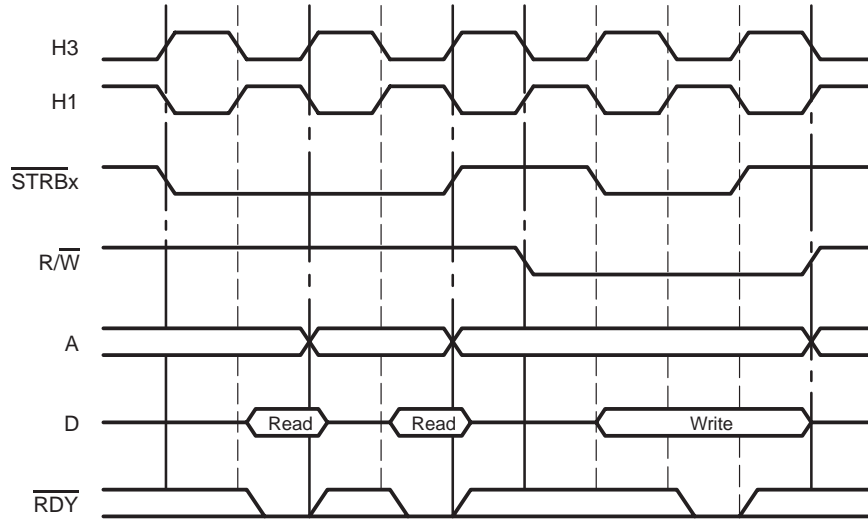 H3
H1
STRBx
R/W
A
D
Read
Read
Write
RDY